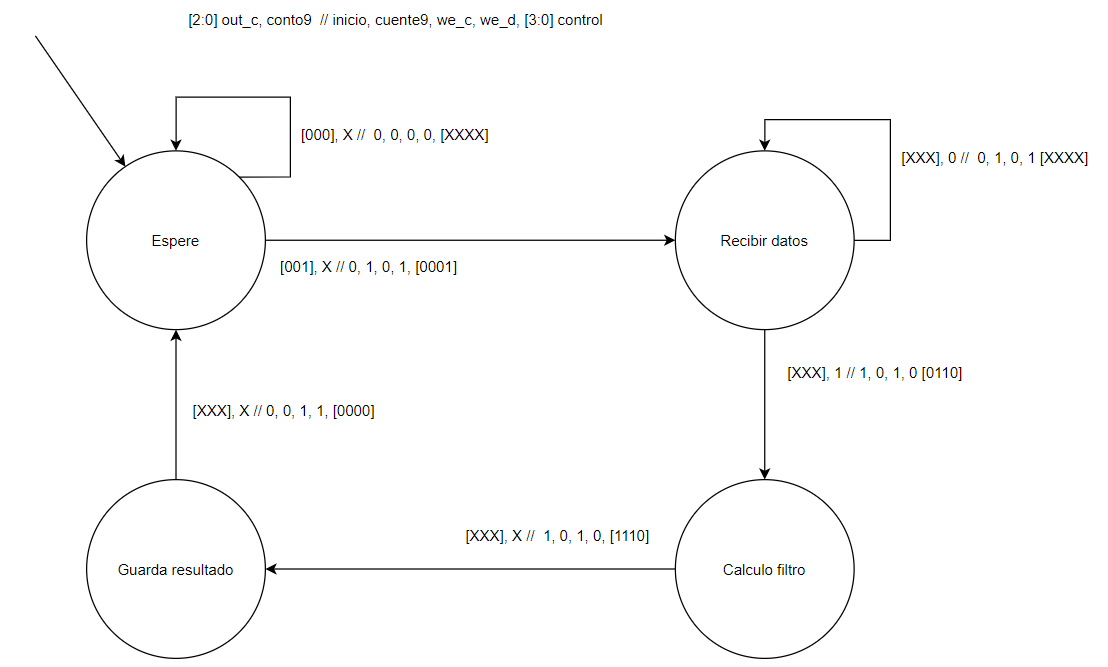 [2:0] out_c, conto9 // inicio, cuente9, we_c, we_d, [3:0] control
[000], X // 0, 0, 0, 0, [XXXX]
[XXX], 0 // 0, 1, 0, 1 [XXXX]
Espere
Recibir datos
[001], X // 0, 1, 0, 1, [0001]
[XXX], 1 // 1, 0, 1, 0 [0110]
[XXX], X // 0, 0, 1, 1, [0000]
[XXX], X // 1, 0, 1, 0, [1110]
Guarda resultado
Calculo filtro